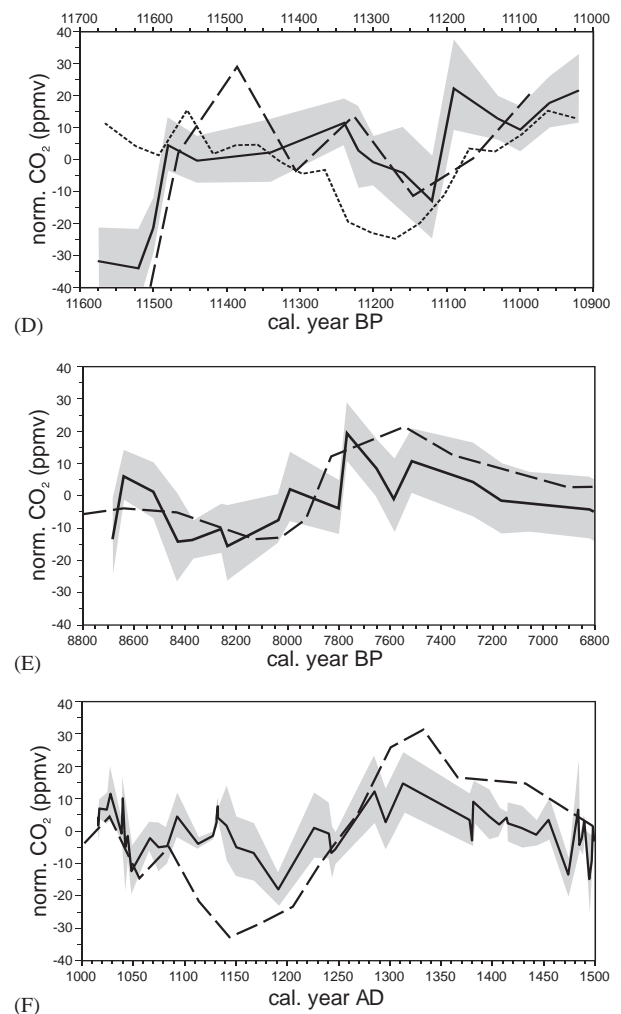 11700 11600 11500 11400 11300 11200 11100 11000
40
30
20
10
0
-10
-20
-30
-40
norm. CO₂ (ppmv)
11600 11500 11400 11300 11200 11100 11000 10900
(D)
cal. year BP
40
30
20
10
0
-10
-20
-30
-40
norm. CO₂ (ppmv)
8800 8600 8400 8200 8000 7800 7600 7400 7200 7000 6800
(E)
cal. year BP
40
30
20
10
0
-10
-20
-30
-40
norm. CO₂ (ppmv)
1000 1050 1100 1150 1200 1250 1300 1350 1400 1450 1500
(F)
cal. year AD